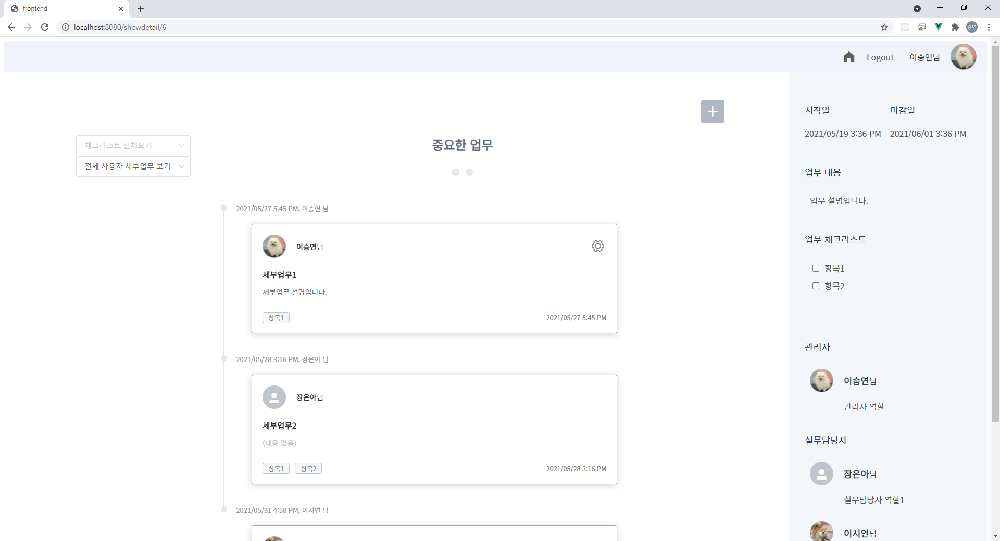 frontend
localhost:8080/showdetail/6
승연
Logout
이승연님
체크리스트 전체보기
전체 사용자 세부업무 보기
중요한 업무
2021/05/27 5:45 PM, 이승연 님
이승연님
세부업무1
세부업무 설명입니다.
항목1
2021/05/27 5:45 PM
2021/05/28 3:16 PM, 장은아 님
장은아님
세부업무2
(내용 없음)
항목1 항목2
2021/05/28 3:16 PM
2021/05/31 4:58 PM, 이시연 님
시작일 마감일
2021/05/19 3:36 PM 2021/06/01 3:36 PM
업무 내용
업무 설명입니다.
업무 체크리스트
항목1
항목2
관리자
이승연님
관리자 역할
실무담당자
장은아님
실무담당자 역할1
이시연님